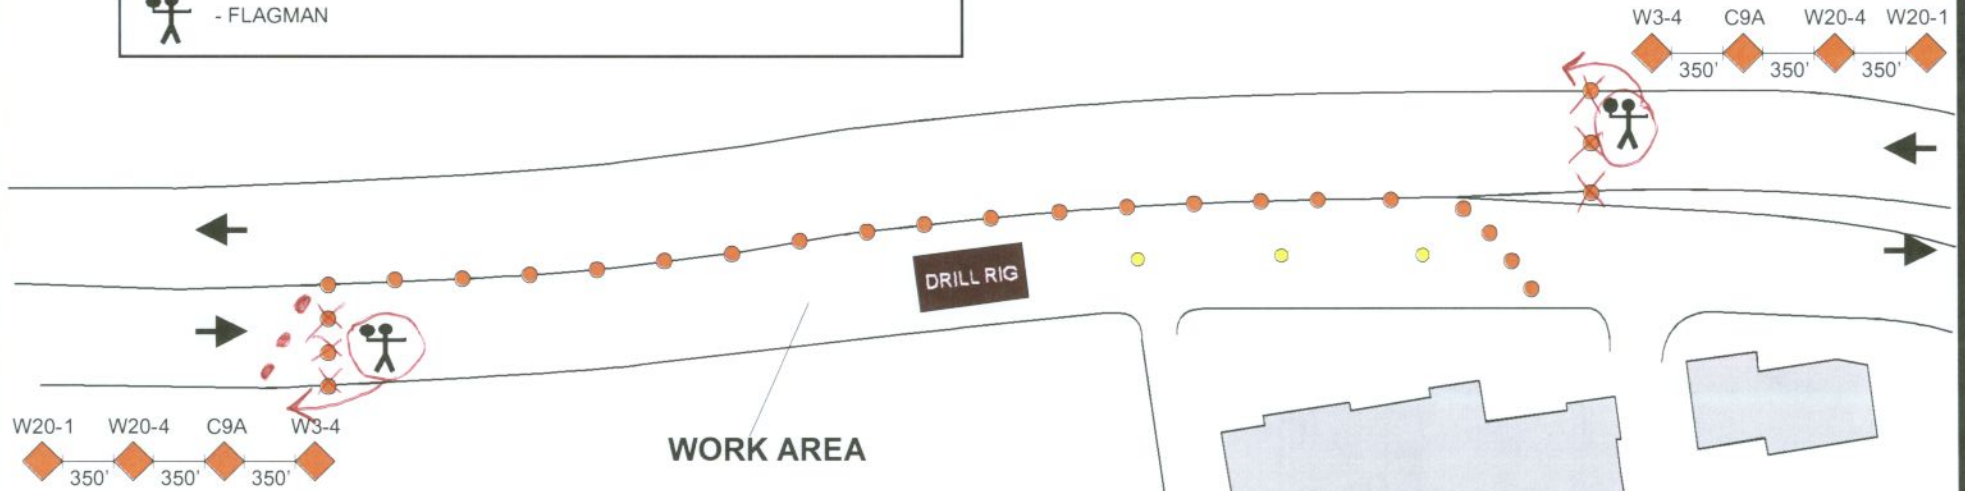 - FLAGMAN
W3-4 C9A W20-4 W20-1
350' 350' 350'
DRILL RIG
W20-1 W20-4 C9A W3-4
350' 350' 350'
WORK AREA